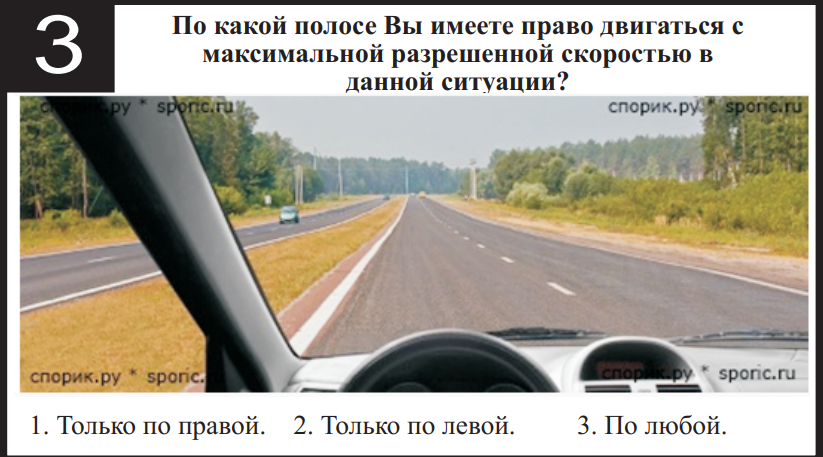 3
По какой полосе Вы имеете право двигаться с
максимальной разрешенной скоростью в
данной ситуации?
спорик.ру * sporic.ru
спорик.ру * sporic.ru
спорик.ру * sporic.ru
спорик.ру * sporic.ru
1. Только по правой. 2. Только по левой. 3. По любой.